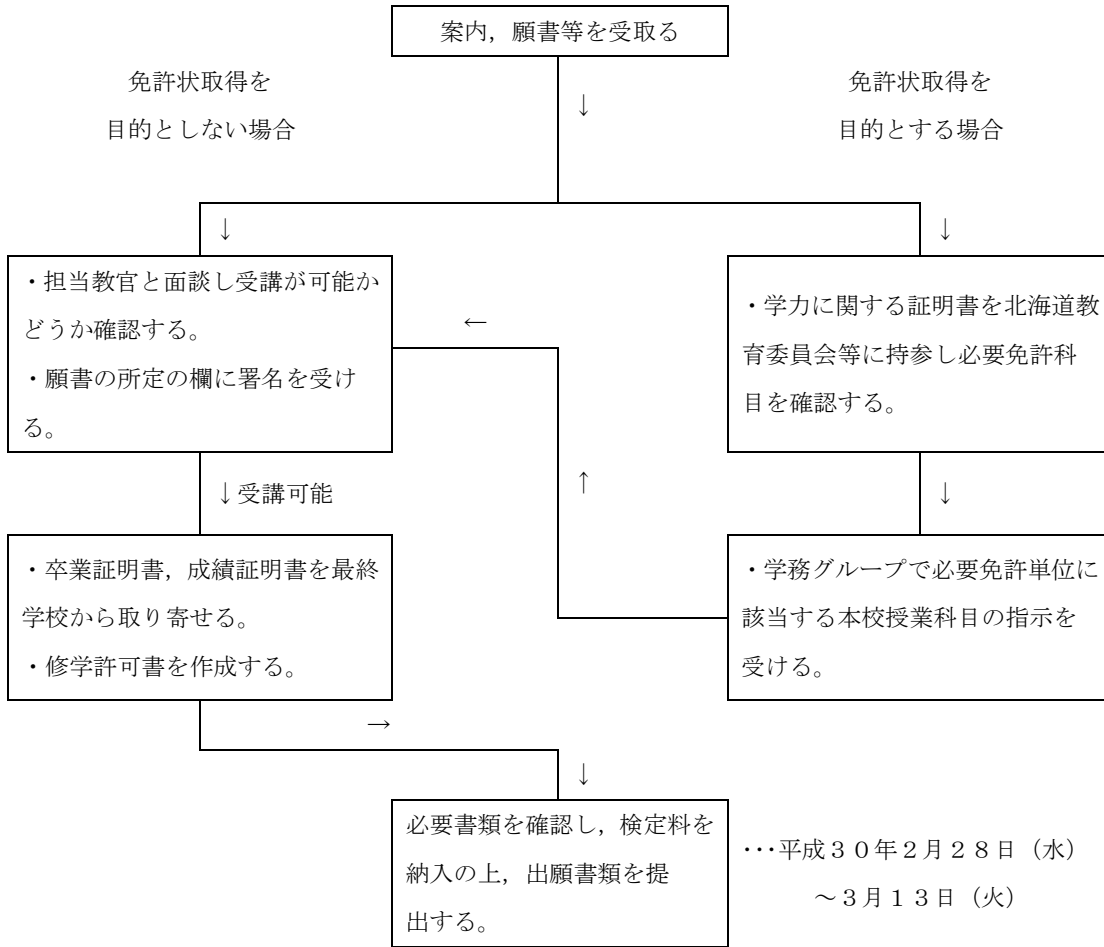 案内，願書等を受取る
免許状取得を
目的としない場合
↓
免許状取得を
目的とする場合
↓
↓
・担当教官と面談し受講が可能か
どうか確認する。
・願書の所定の欄に署名を受け
る。
←
・学力に関する証明書を北海道教
育委員会等に持参し必要免許科
目を確認する。
↓受講可能
↑
↓
・卒業証明書，成績証明書を最終
学校から取り寄せる。
・修学許可書を作成する。
・学務グループで必要免許単位に
該当する本校授業科目の指示を
受ける。
→
↓
必要書類を確認し，検定料を
納入の上，出願書類を提
出する。
･･･平成３０年２月２８日（水）
～３月１３日（火）